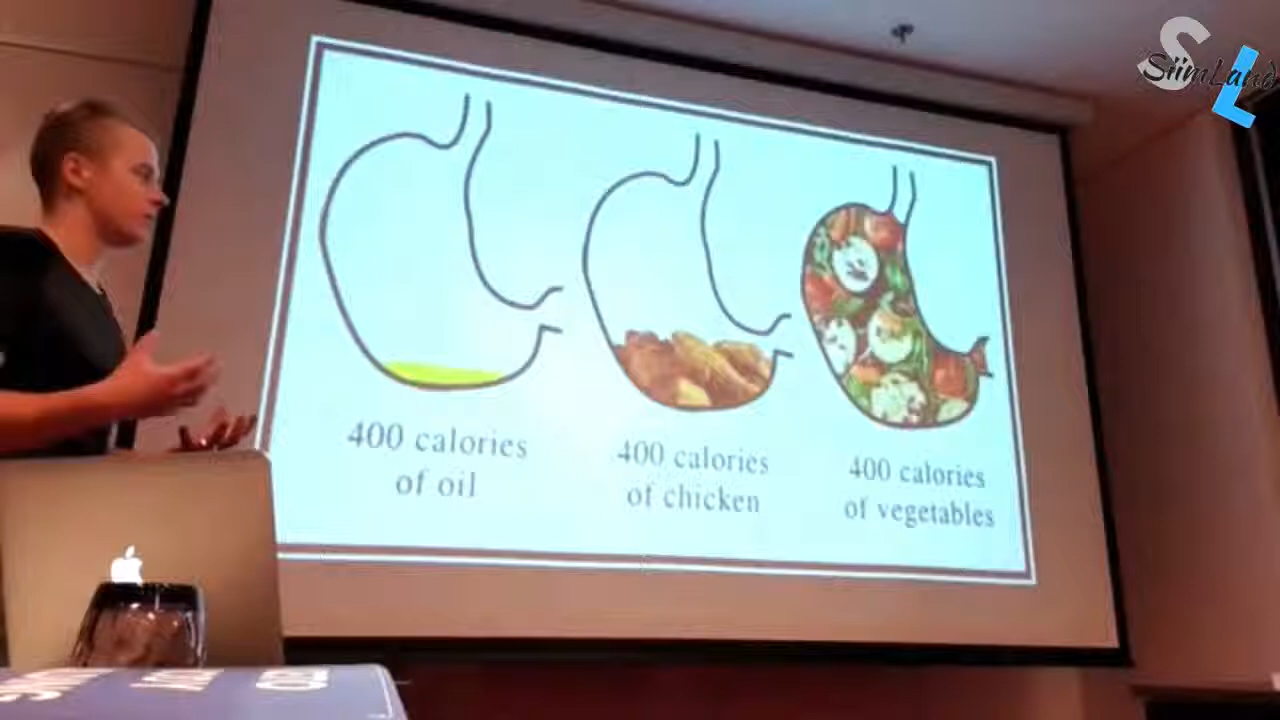 SiimLand
400 calories
of oil
400 calories
of chicken
400 calories
of vegetables